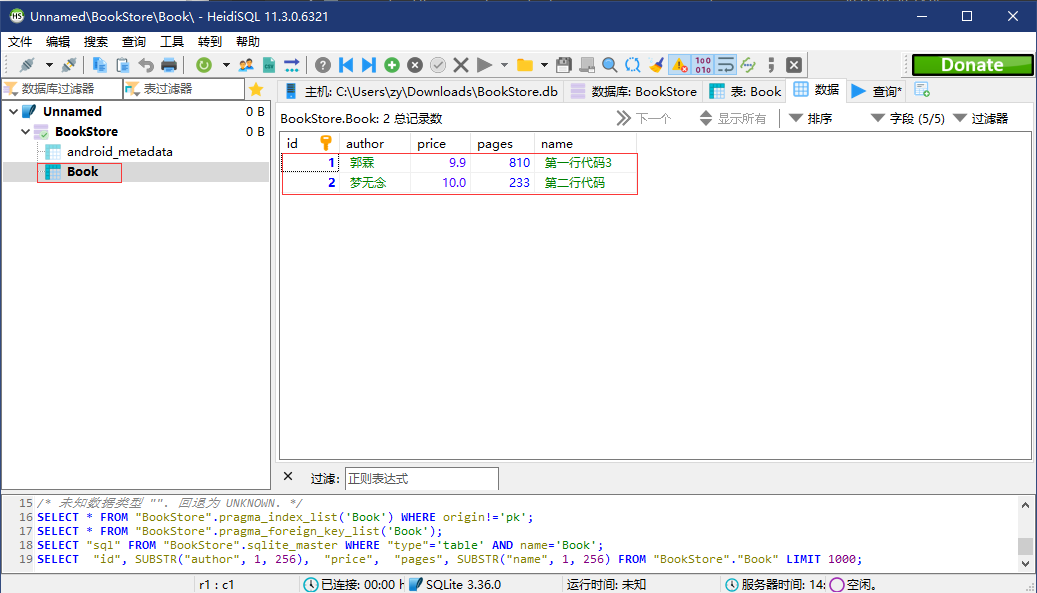 Unnamed\BookStore\Book\ - HeidiSQL 11.3.0.6321
文件 编辑 搜索 查询 工具 转到 帮助
Donate
数据库过滤器 表过滤器
主机: C:\Users\zy\Downloads\BookStore.db 数据库: BookStore 表: Book 数据 查询*
Unnamed 0 B
BookStore 0 B
android_metadata
Book
BookStore.Book: 2 总记录数 下一个 显示所有 排序 字段 (5/5) 过滤器
id author price pages name
1 郭霖 9.9 810 第一行代码3
2 梦无念 10.0 233 第二行代码
过滤: 正则表达式
15 /* 未知数据类型 "". 回退为 UNKNOWN. */
16 SELECT * FROM "BookStore".pragma_index_list('Book') WHERE origin!='pk';
17 SELECT * FROM "BookStore".pragma_foreign_key_list('Book');
18 SELECT "sql" FROM "BookStore".sqlite_master WHERE "type"='table' AND name='Book';
19 SELECT "id", SUBSTR("author", 1, 256), "price", "pages", SUBSTR("name", 1, 256) FROM "BookStore"."Book" LIMIT 1000;
r1 : c1 已连接: 00:00 h SQLite 3.36.0 运行时间: 未知 服务器时间: 14: 空闲。